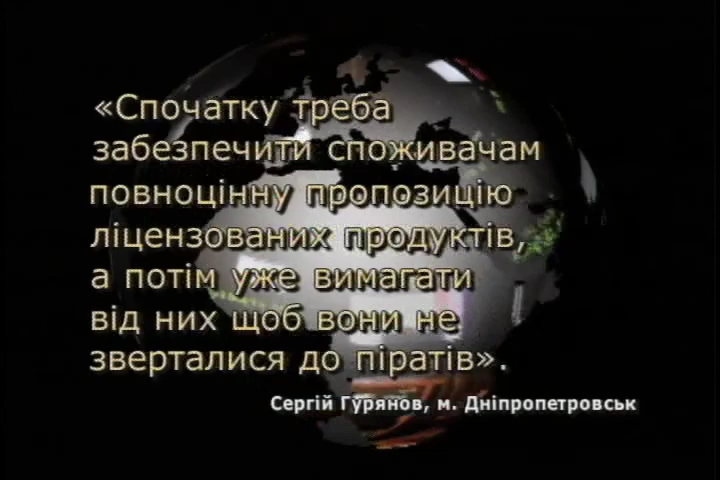 «Спочатку треба
забезпечити споживачам
повноцінну пропозицію
ліцензованих продуктів,
а потім уже вимагати
від них щоб вони не
зверталися до піратів».
Сергій Гурянов, м. Дніпропетровськ